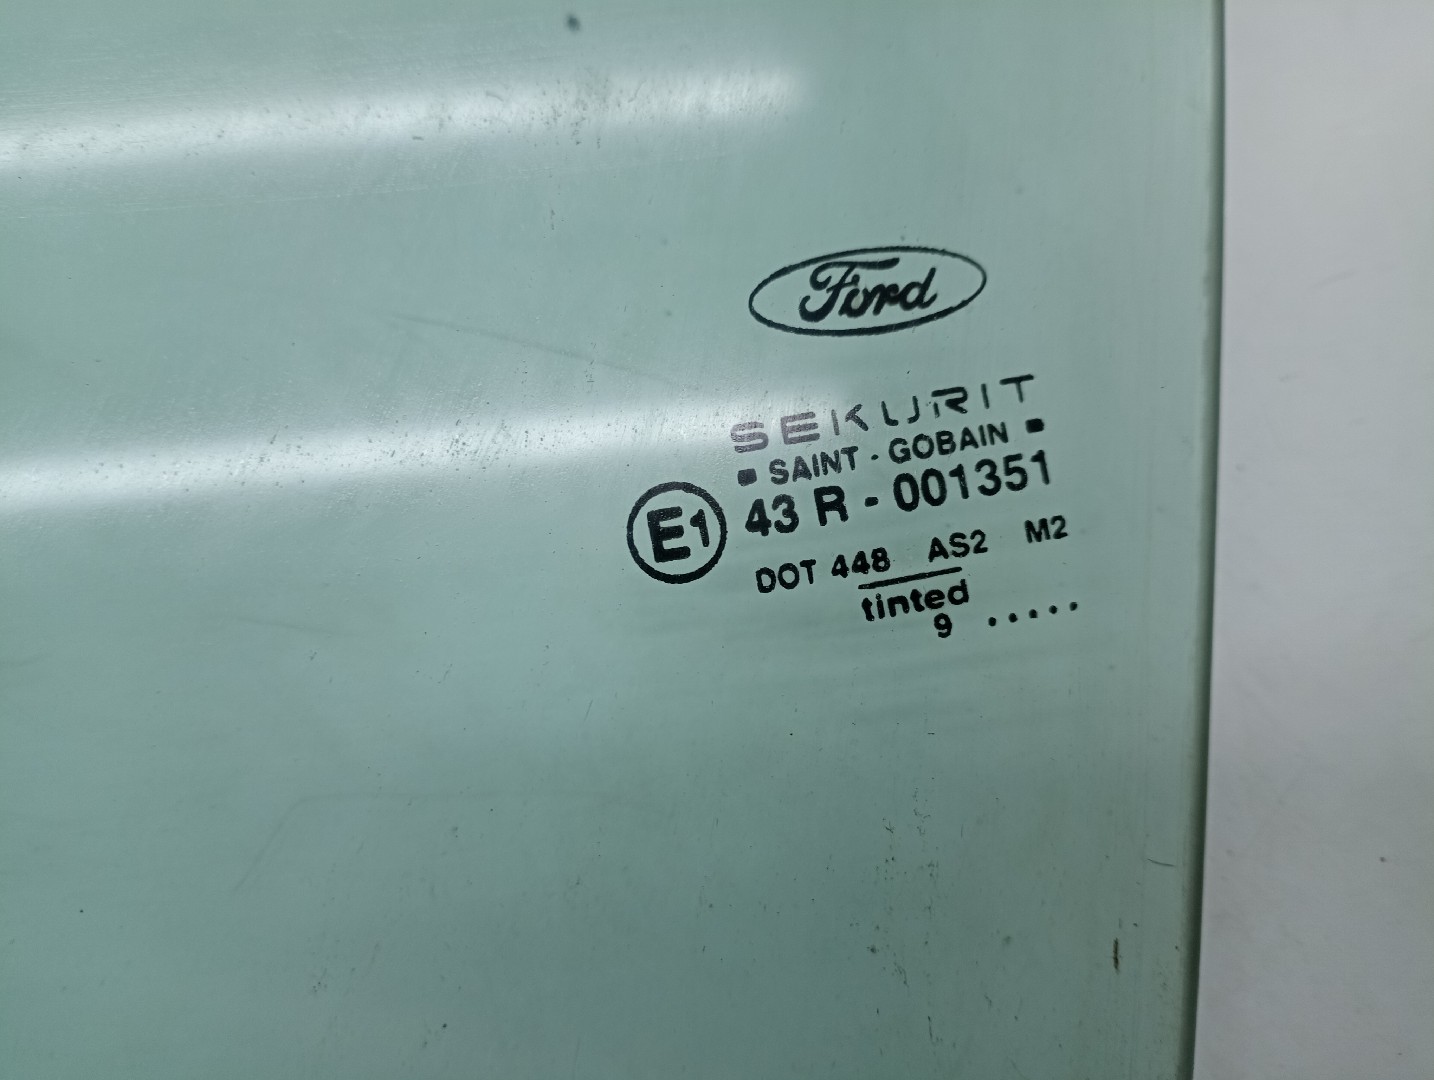 Ford
SEKURIT
▪ SAINT - GOBAIN ▪
E1 43 R - 001351
DOT 448 AS2 M2
tinted
9 .....